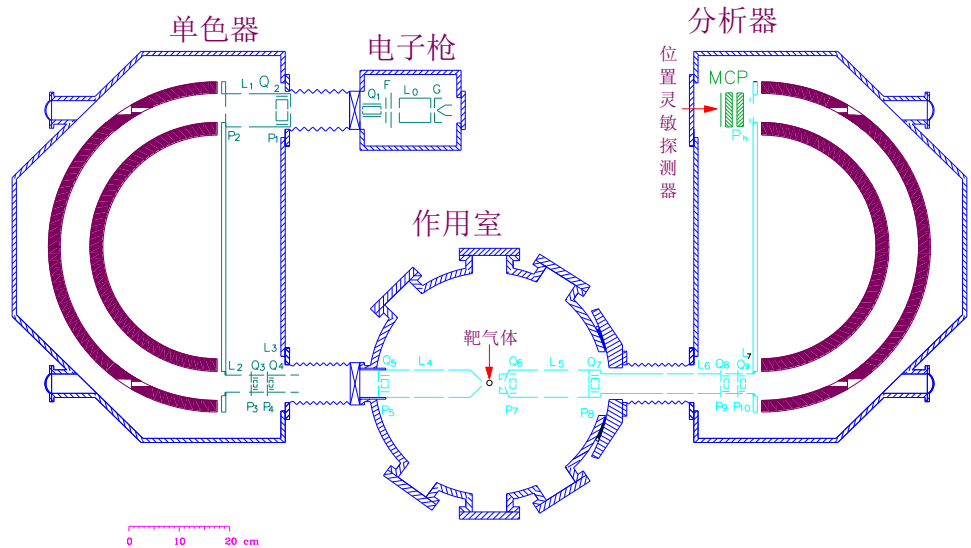 单色器
电子枪
分析器
位置灵敏探测器
MCP
L1 Q2
F L0 G
Q1
P2 P1
Ph
作用室
靶气体
L3
L2 Q3 Q4
P3 P4
Q5 L4
P5
Q6 L5 Q7
P7 P8
L7
L6 Q8 Q9
P9 P10
0 10 20 cm